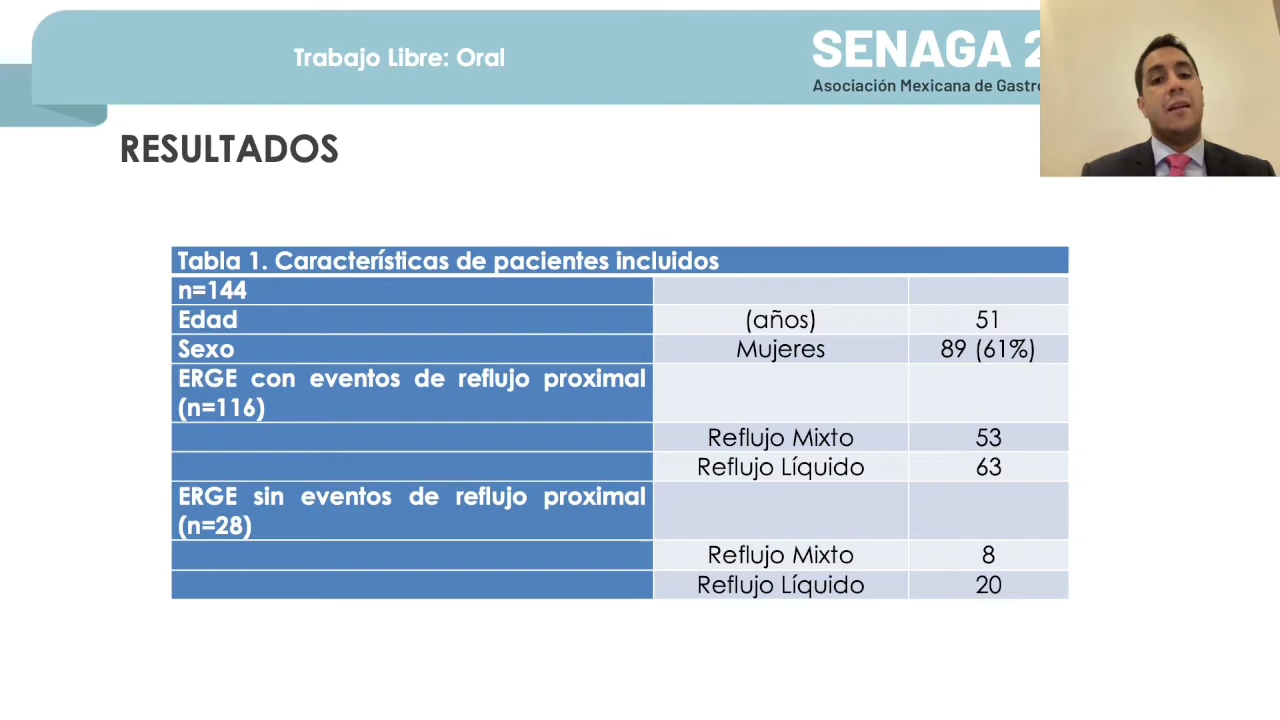 Trabajo Libre: Oral
SENAGA 2
Asociación Mexicana de Gastro
RESULTADOS
Tabla 1. Características de pacientes incluidos
n=144
Edad (años) 51
Sexo Mujeres 89 (61%)
ERGE con eventos de reflujo proximal
(n=116)
Reflujo Mixto 53
Reflujo Líquido 63
ERGE sin eventos de reflujo proximal
(n=28)
Reflujo Mixto 8
Reflujo Líquido 20